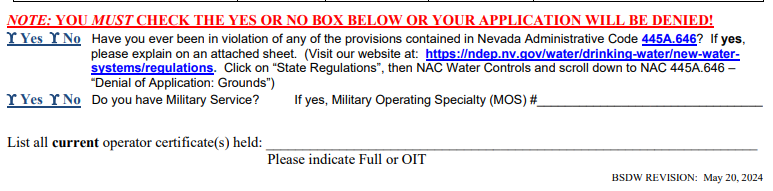 NOTE: YOU MUST CHECK THE YES OR NO BOX BELOW OR YOUR APPLICATION WILL BE DENIED!
ϒ Yes ϒ No Have you ever been in violation of any of the provisions contained in Nevada Administrative Code 445A.646? If yes,
please explain on an attached sheet. (Visit our website at: https://ndep.nv.gov/water/drinking-water/new-water-
systems/regulations. Click on “State Regulations”, then NAC Water Controls and scroll down to NAC 445A.646 –
“Denial of Application: Grounds”)
ϒ Yes ϒ No Do you have Military Service? If yes, Military Operating Specialty (MOS) #
List all current operator certificate(s) held:
Please indicate Full or OIT
BSDW REVISION: May 20, 2024